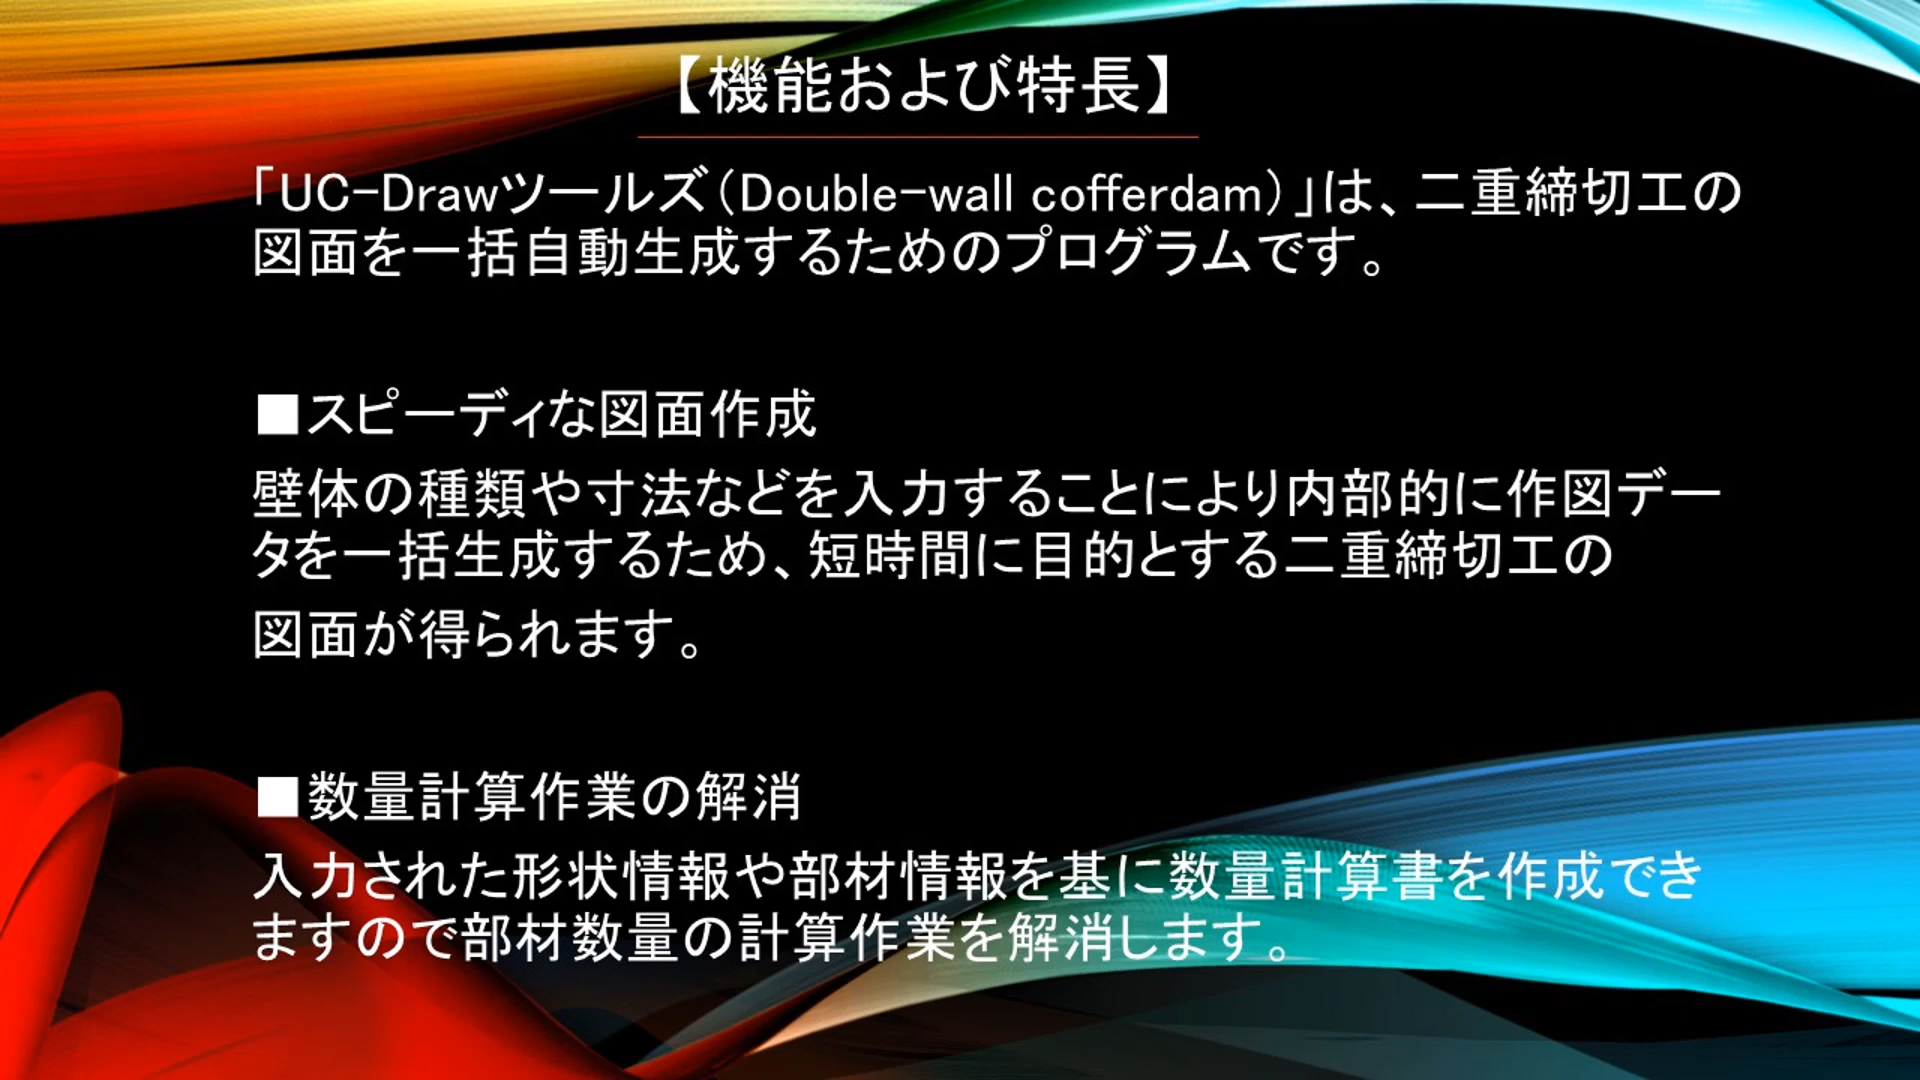 【機能および特長】
「UC-Drawツールズ（Double-wall cofferdam）」は、二重締切工の
図面を一括自動生成するためのプログラムです。
■スピーディな図面作成
壁体の種類や寸法などを入力することにより内部的に作図デー
タを一括生成するため、短時間に目的とする二重締切工の
図面が得られます。
■数量計算作業の解消
入力された形状情報や部材情報を基に数量計算書を作成でき
ますので部材数量の計算作業を解消します。